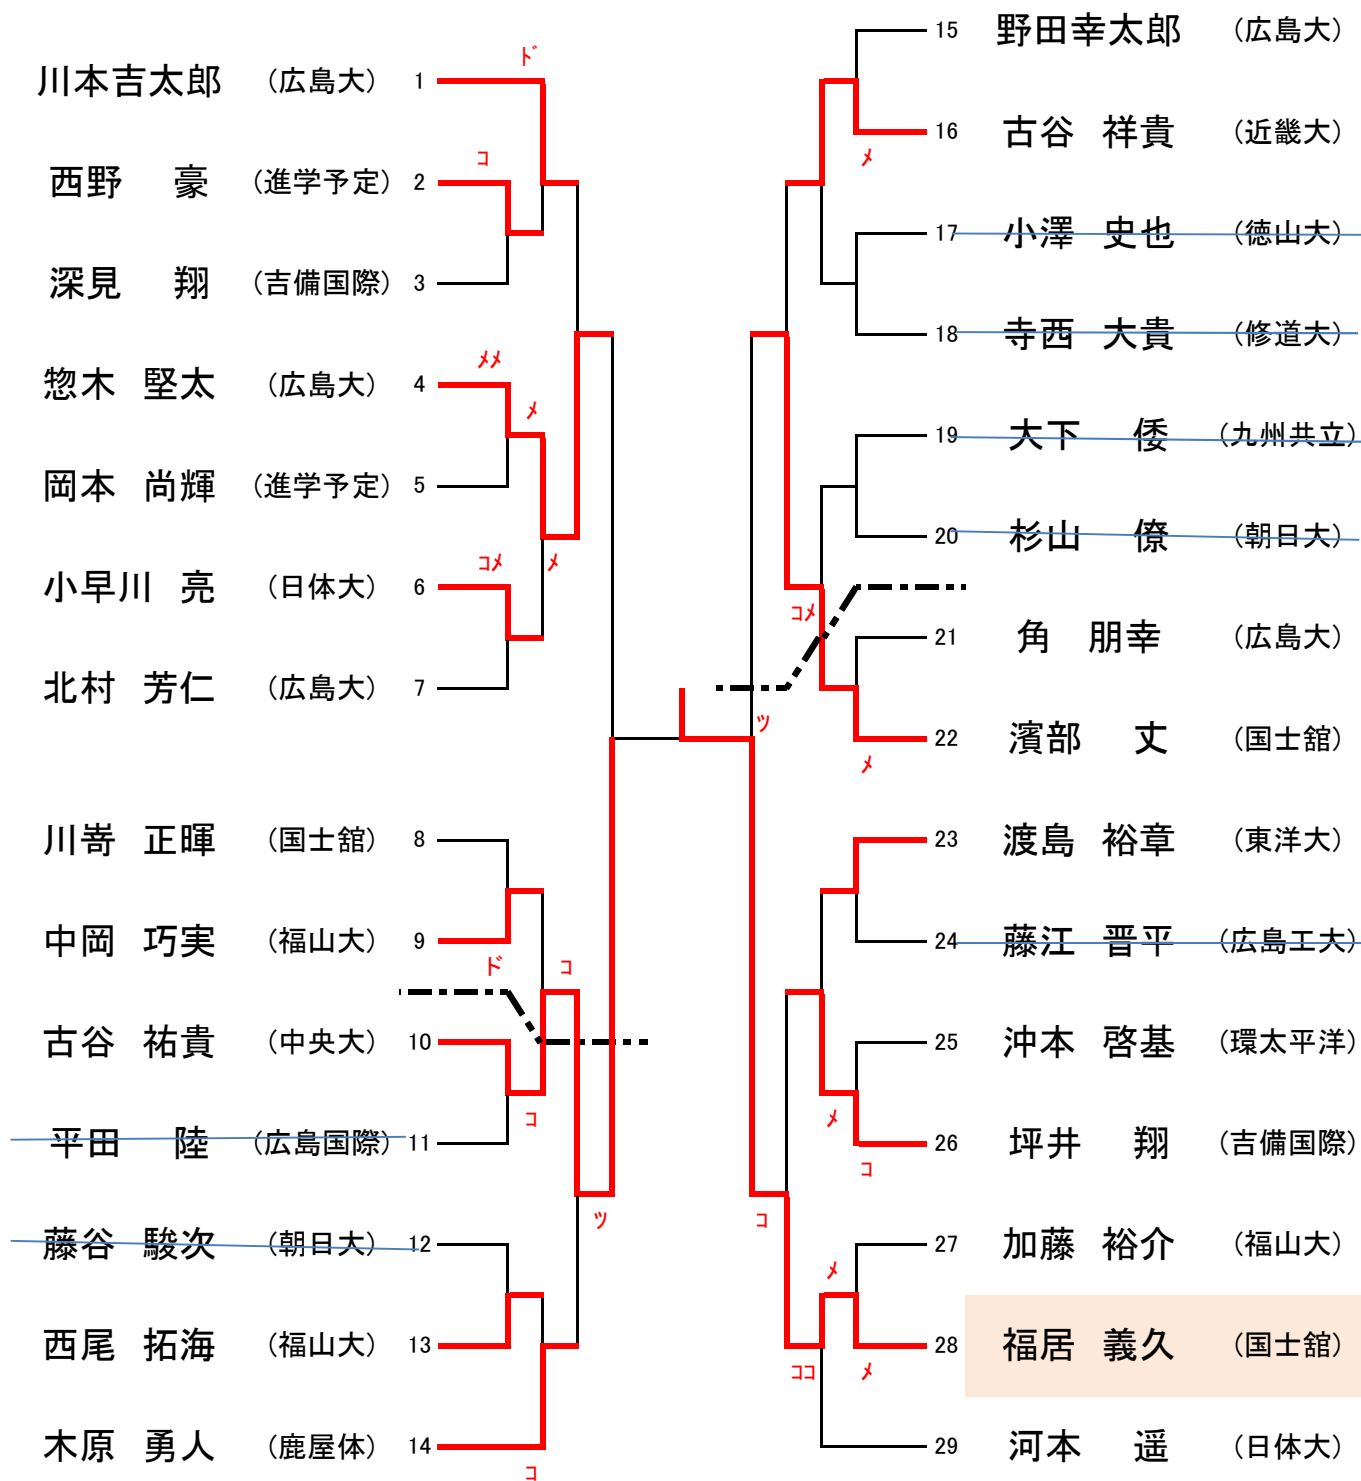 川本吉太郎 （広島大） 1
ド
西野 豪 （進学予定） 2
コ
深見 翔 （吉備国際） 3
惣木 堅太 （広島大） 4
メメ
メ
岡本 尚輝 （進学予定） 5
小早川 亮 （日体大） 6
コメ
メ
北村 芳仁 （広島大） 7
川嵜 正暉 （国士舘） 8
中岡 巧実 （福山大） 9
ド
コ
古谷 祐貴 （中央大） 10
コ
平田 陸 （広島国際） 11
藤谷 駿次 （朝日大） 12
ツ
西尾 拓海 （福山大） 13
木原 勇人 （鹿屋体） 14
コ
15 野田幸太郎 （広島大）
16 古谷 祥貴 （近畿大）
メ
17 小澤 史也 （徳山大）
18 寺西 大貴 （修道大）
19 大下 倭 （九州共立）
20 杉山 僚 （朝日大）
コメ
21 角 朋幸 （広島大）
22 濱部 丈 （国士舘）
ツ
メ
23 渡島 裕章 （東洋大）
24 藤江 晋平 （広島工大）
25 沖本 啓基 （環太平洋）
メ
26 坪井 翔 （吉備国際）
コ
コ
27 加藤 裕介 （福山大）
メ
28 福居 義久 （国士舘）
ココ
メ
29 河本 遥 （日体大）